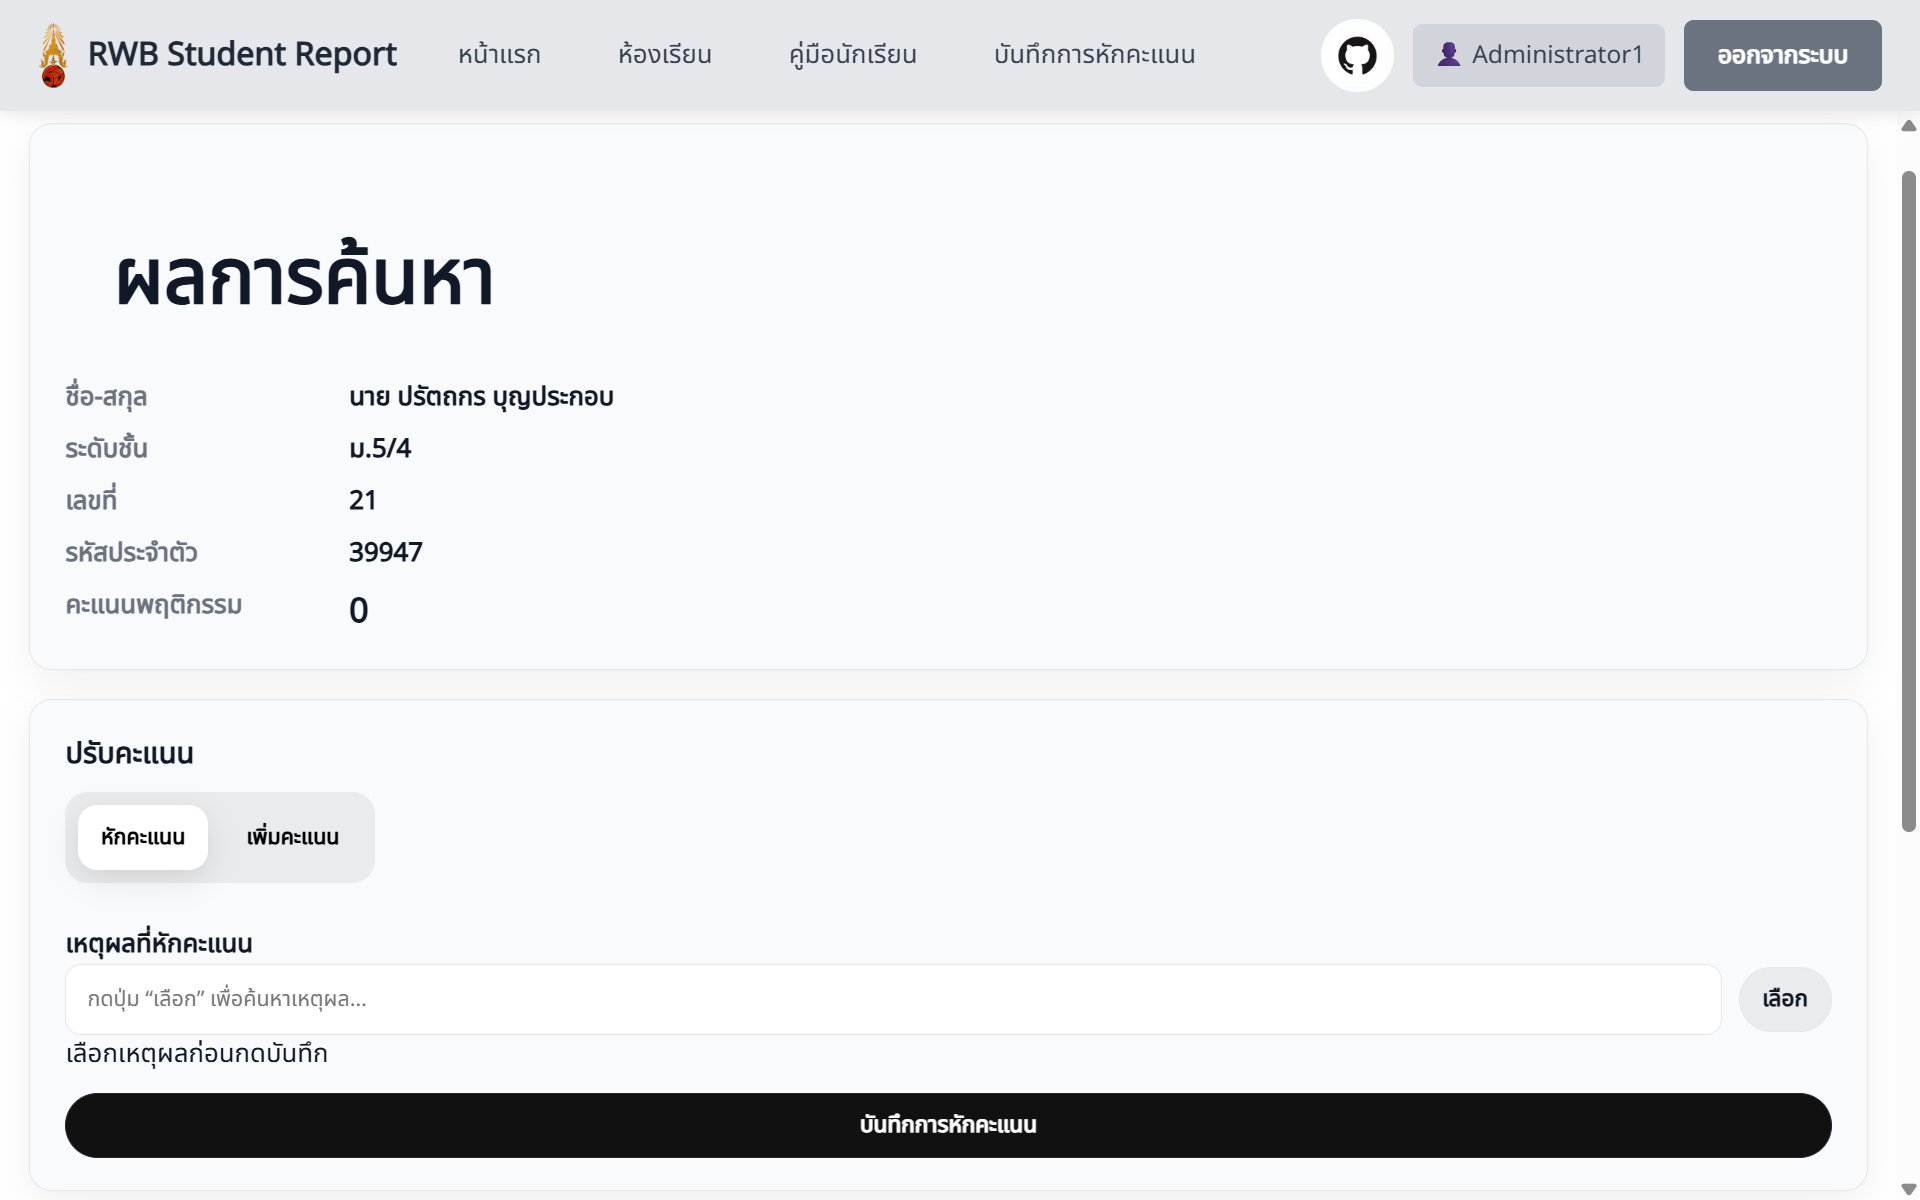 RWB Student Report
หน้าแรก
ห้องเรียน
คู่มือนักเรียน
บันทึกการหักคะแนน
Administrator1
ออกจากระบบ
ผลการค้นหา
ชื่อ-สกุล นาย ปรัตถกร บุญประกอบ
ระดับชั้น ม.5/4
เลขที่ 21
รหัสประจำตัว 39947
คะแนนพฤติกรรม 0
ปรับคะแนน
หักคะแนน เพิ่มคะแนน
เหตุผลที่หักคะแนน
กดปุ่ม “เลือก” เพื่อค้นหาเหตุผล...
เลือก
เลือกเหตุผลก่อนกดบันทึก
บันทึกการหักคะแนน